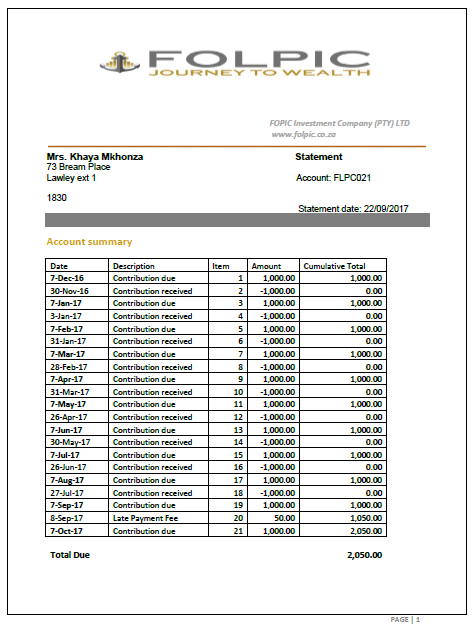 FOLPIC
JOURNEY TO WEALTH
FOPIC Investment Company (PTY) LTD
www.folpic.co.za
Mrs. Khaya Mkhonza Statement
73 Bream Place
Lawley ext 1 Account: FLPC021
1830
Statement date: 22/09/2017
Account summary
Date Description Item Amount Cumulative Total
7-Dec-16 Contribution due 1 1,000.00 1,000.00
30-Nov-16 Contribution received 2 -1,000.00 0.00
7-Jan-17 Contribution due 3 1,000.00 1,000.00
3-Jan-17 Contribution received 4 -1,000.00 0.00
7-Feb-17 Contribution due 5 1,000.00 1,000.00
31-Jan-17 Contribution received 6 -1,000.00 0.00
7-Mar-17 Contribution due 7 1,000.00 1,000.00
28-Feb-17 Contribution received 8 -1,000.00 0.00
7-Apr-17 Contribution due 9 1,000.00 1,000.00
31-Mar-17 Contribution received 10 -1,000.00 0.00
7-May-17 Contribution due 11 1,000.00 1,000.00
26-Apr-17 Contribution received 12 -1,000.00 0.00
7-Jun-17 Contribution due 13 1,000.00 1,000.00
30-May-17 Contribution received 14 -1,000.00 0.00
7-Jul-17 Contribution due 15 1,000.00 1,000.00
26-Jun-17 Contribution received 16 -1,000.00 0.00
7-Aug-17 Contribution due 17 1,000.00 1,000.00
27-Jul-17 Contribution received 18 -1,000.00 0.00
7-Sep-17 Contribution due 19 1,000.00 1,000.00
8-Sep-17 Late Payment Fee 20 50.00 1,050.00
7-Oct-17 Contribution due 21 1,000.00 2,050.00
Total Due 2,050.00
PAGE | 1